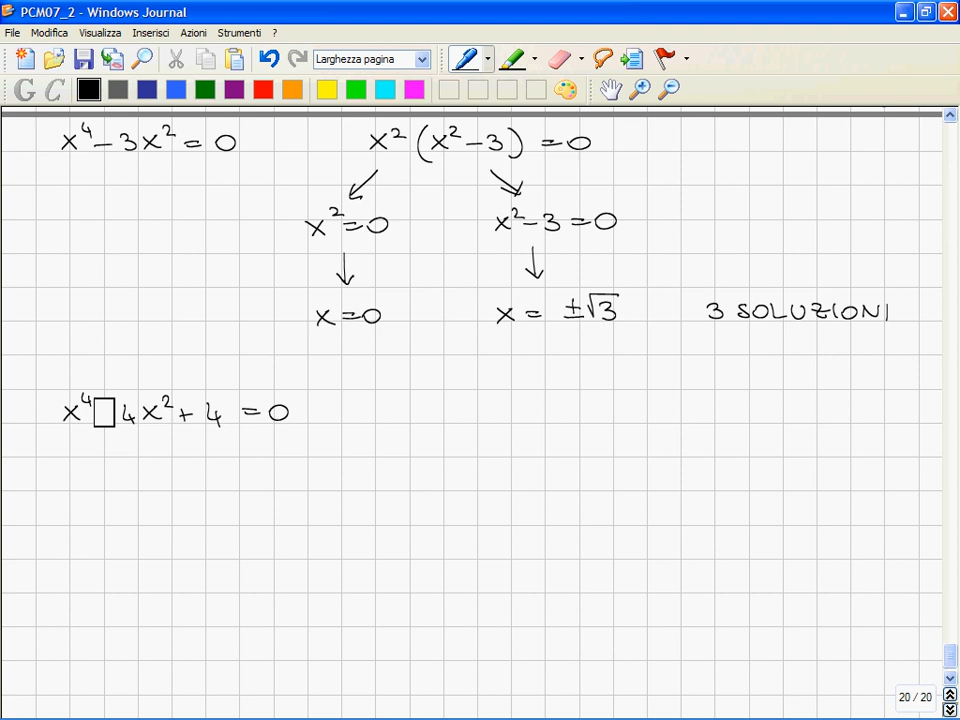 PCM07_2 - Windows Journal
File Modifica Visualizza Inserisci Azioni Strumenti ?
Larghezza pagina
G C
x⁴ - 3x² = 0 x² (x² - 3) = 0
x² = 0 x² - 3 = 0
x = 0 x = ±√3 3 SOLUZIONI
x⁴ □ 4x² + 4 = 0
20 / 20